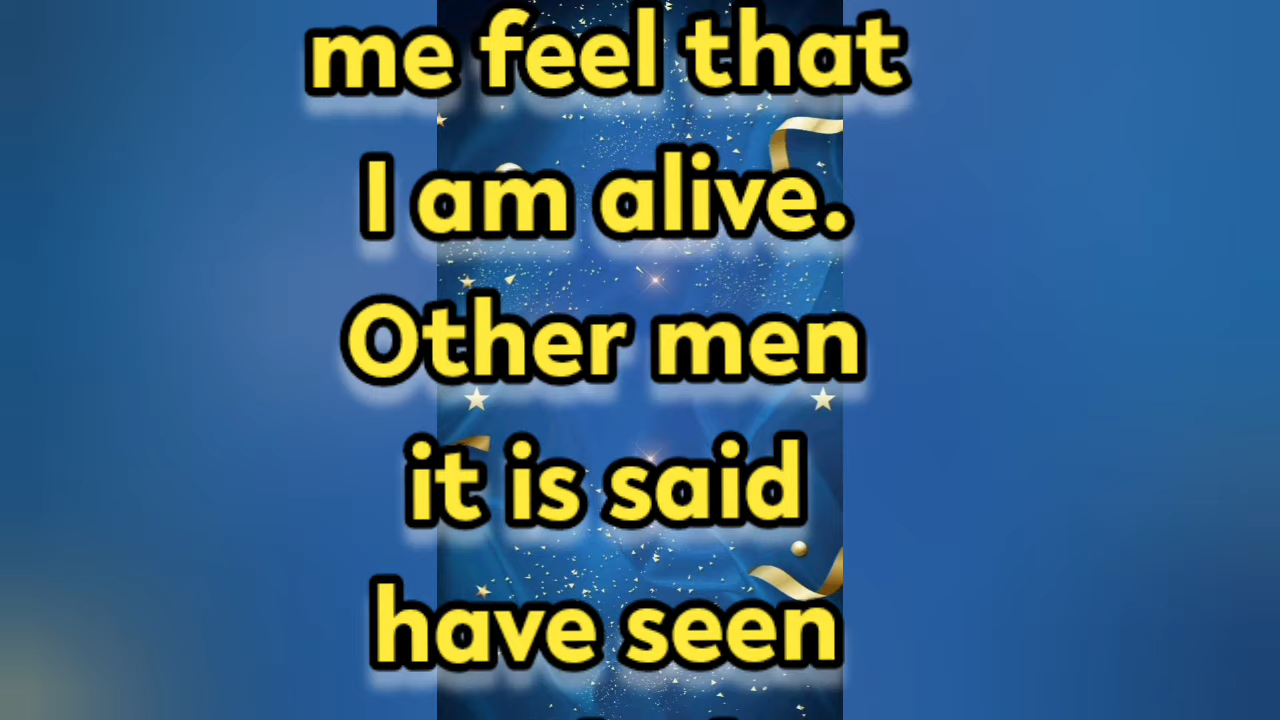 me feel that
I am alive.
Other men
it is said
have seen